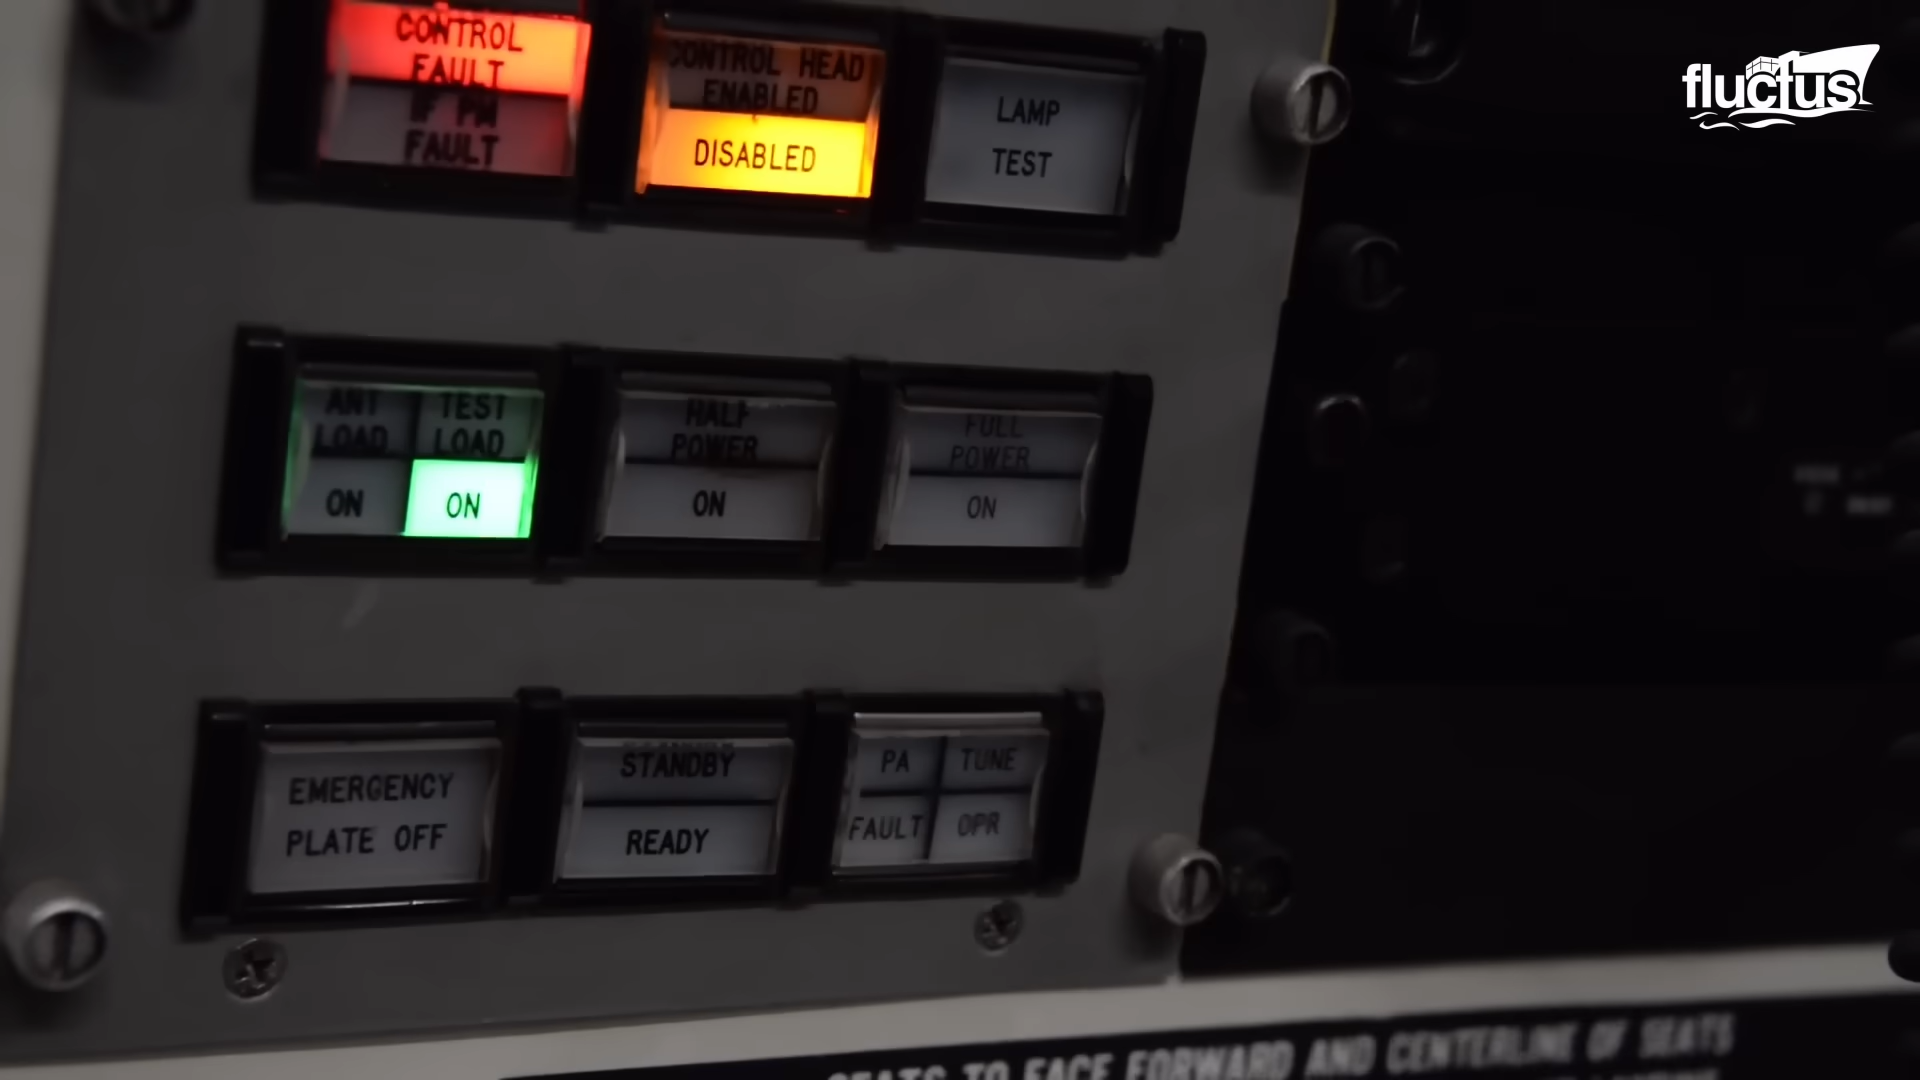 fluctus
CONTROL
FAULT
IF PM
FAULT
CONTROL HEAD
ENABLED
DISABLED
LAMP
TEST
ANT
LOAD
TEST
LOAD
ON
ON
HALF
POWER
ON
FULL
POWER
ON
EMERGENCY
PLATE OFF
STANDBY
READY
PA
TUNE
FAULT
OPR
SEATS TO FACE FORWARD AND CENTERLINE OF SEATS